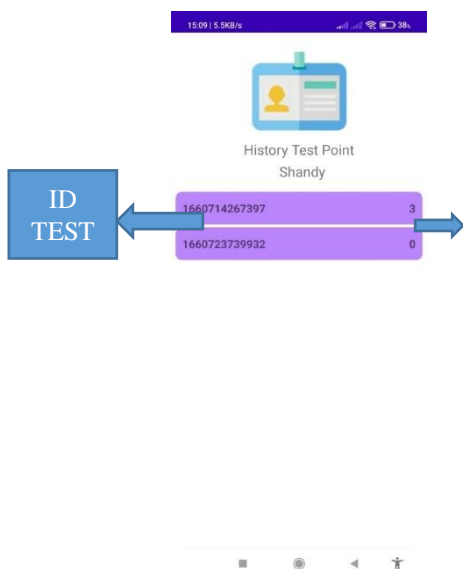 15:09 | 5.5KB/s 38%
History Test Point
Shandy
ID
TEST
1660714267397 3
1660723739932 0